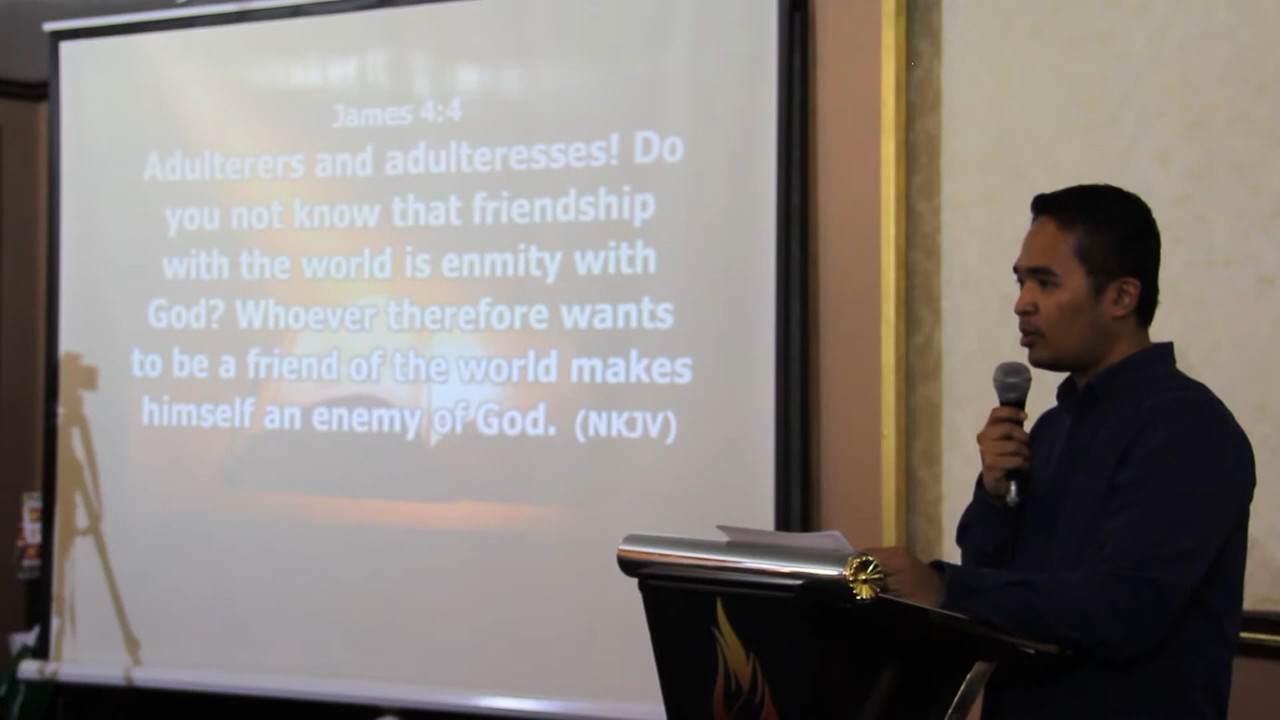 James 4:4
Adulterers and adulteresses! Do
you not know that friendship
with the world is enmity with
God? Whoever therefore wants
to be a friend of the world makes
himself an enemy of God. (NKJV)